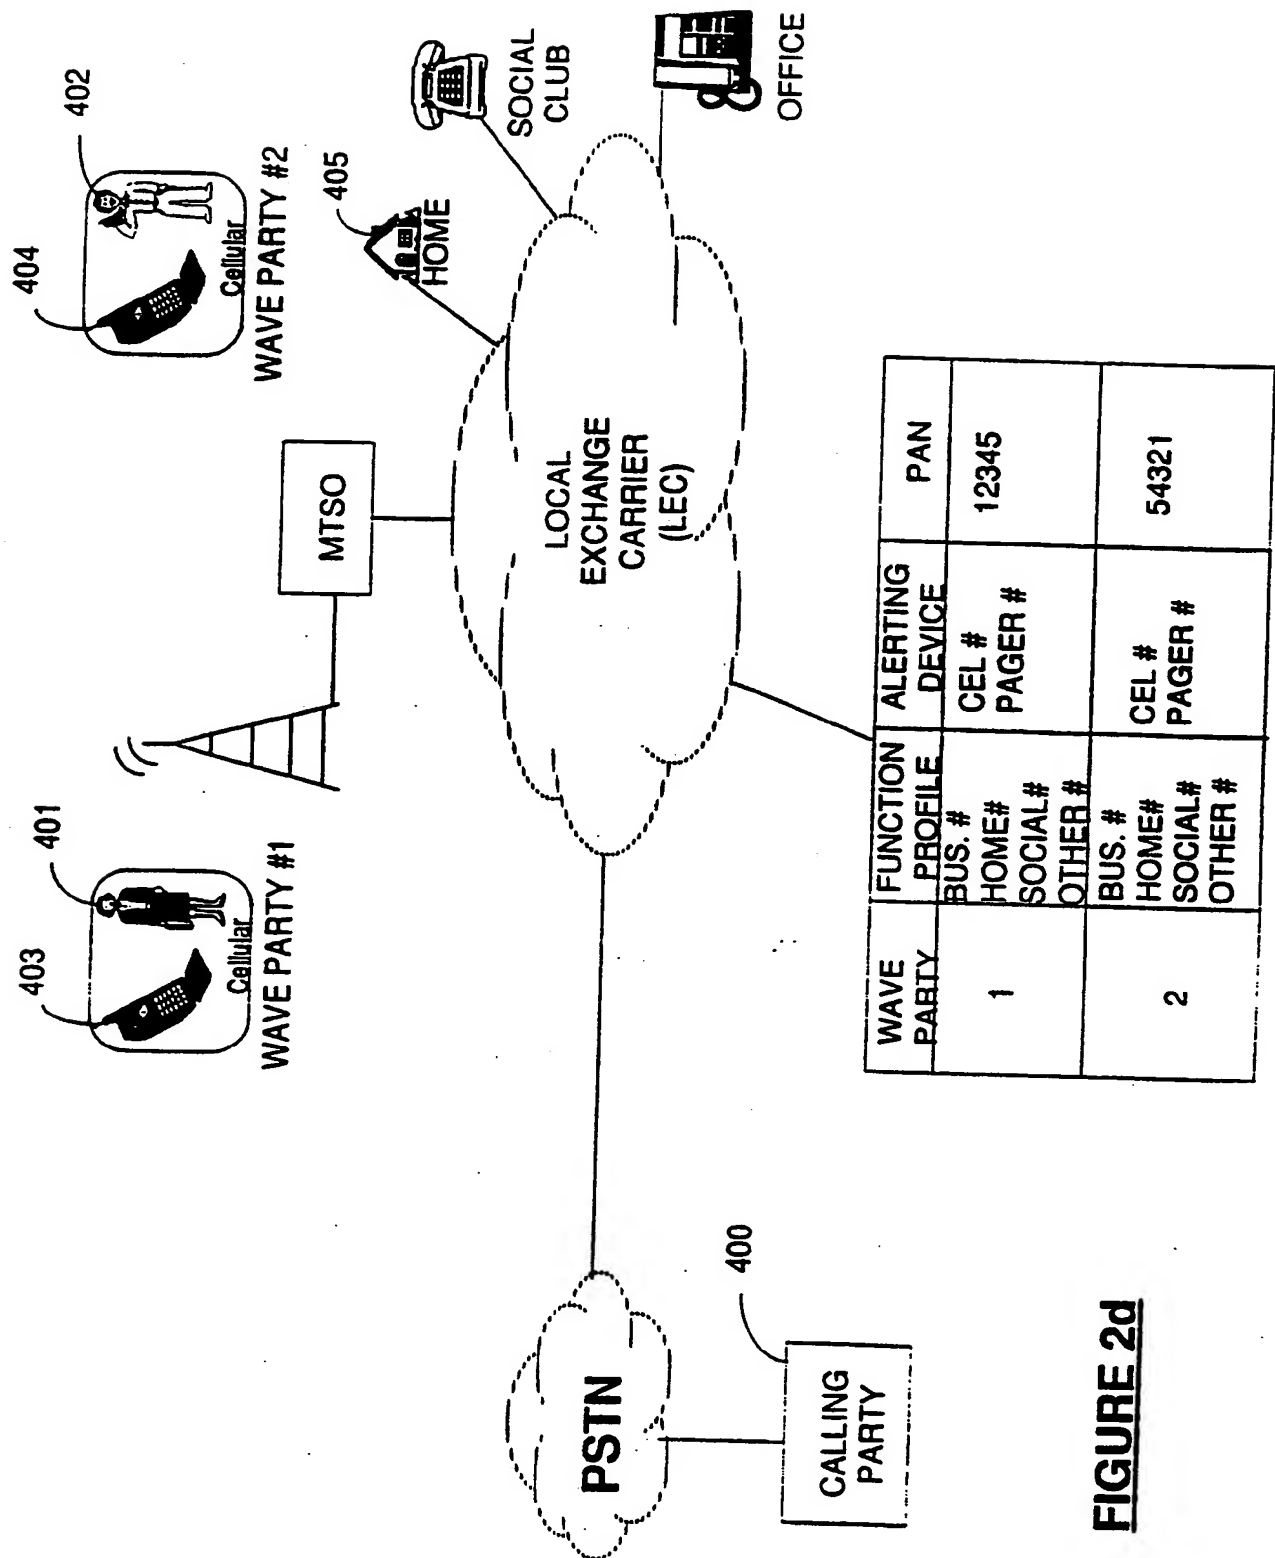 403
401
Cellular
WAVE PARTY #1
404
402
Cellular
WAVE PARTY #2
MTSO
405
HOME
SOCIAL
CLUB
OFFICE
LOCAL
EXCHANGE
CARRIER
(LEC)
PSTN
400
CALLING
PARTY
WAVE
PARTY
FUNCTION
PROFILE
ALERTING
DEVICE
PAN
1
BUS. #
HOME#
SOCIAL#
OTHER #
CEL #
PAGER #
12345
2
BUS. #
HOME#
SOCIAL#
OTHER #
CEL #
PAGER #
54321
FIGURE 2d